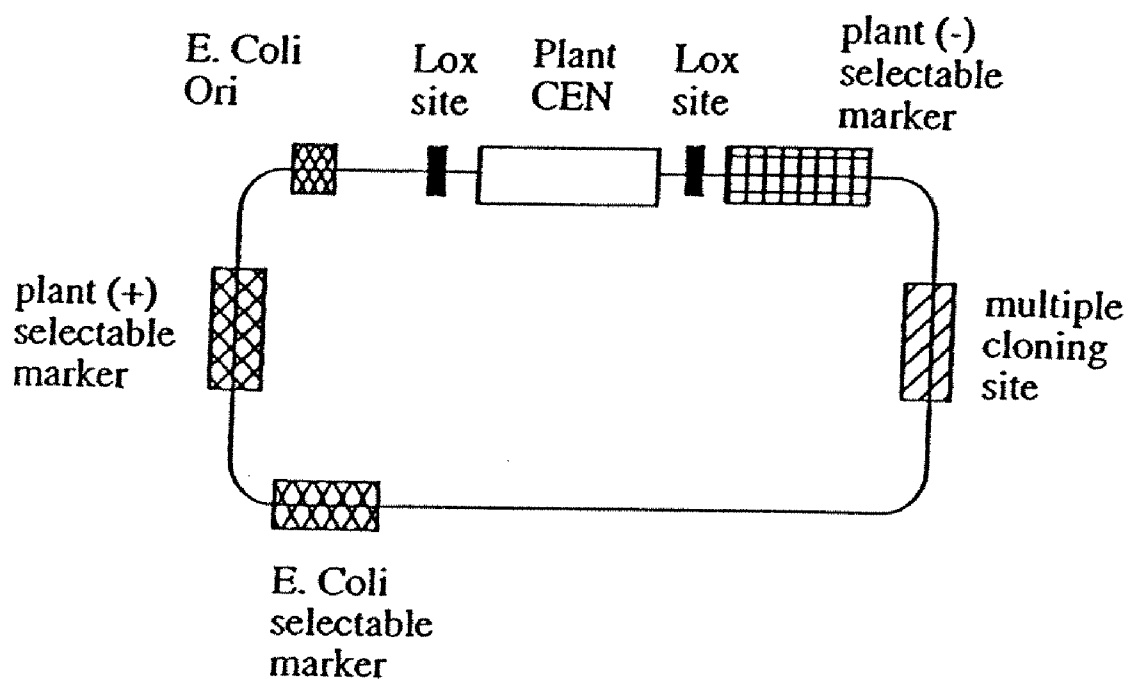 E. Coli
Ori
Lox
site
Plant
CEN
Lox
site
plant (-)
selectable
marker
plant (+)
selectable
marker
multiple
cloning
site
E. Coli
selectable
marker